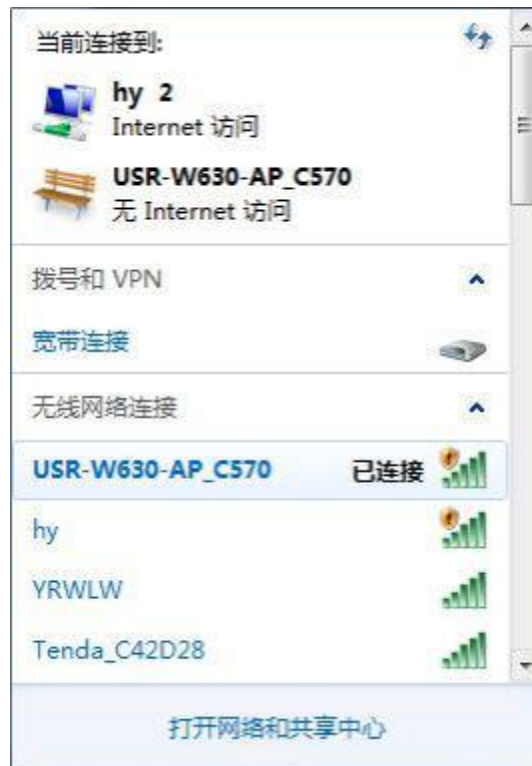 当前连接到:
hy 2
Internet 访问
USR-W630-AP_C570
无 Internet 访问
拨号和 VPN
宽带连接
无线网络连接
USR-W630-AP_C570 已连接
hy
YRWLW
Tenda_C42D28
打开网络和共享中心